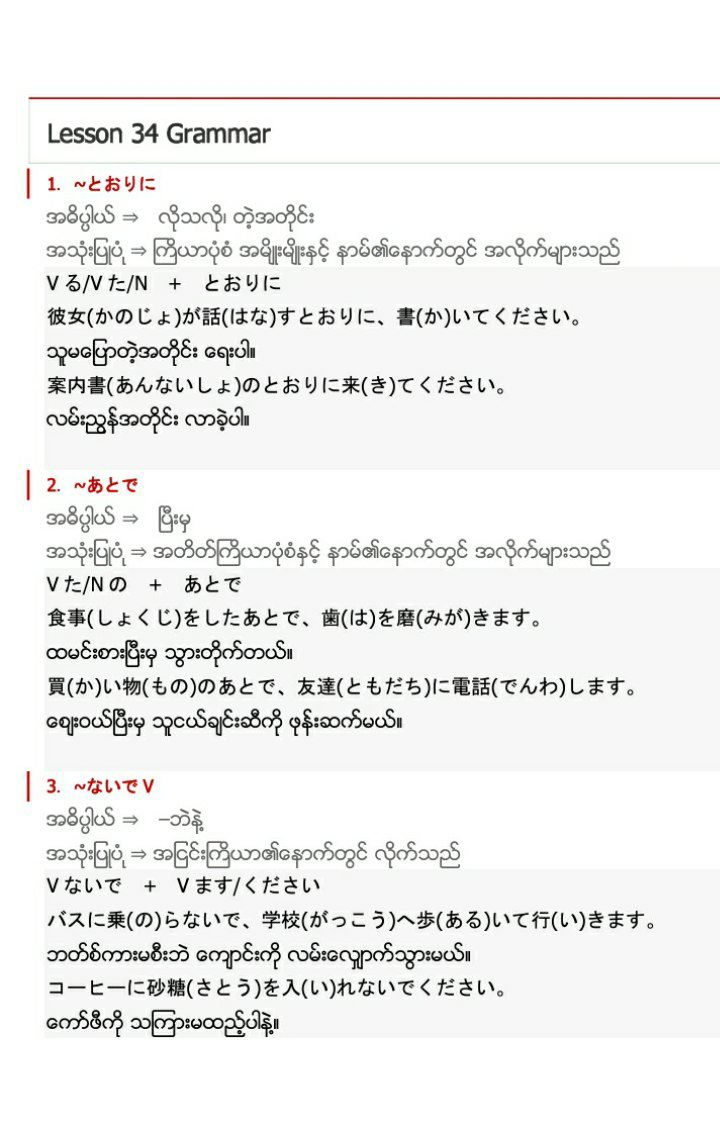 Lesson 34 Grammar
1. ~とおりに
အဓိပ္ပါယ် ⇒ လိုသလို၊ တဲ့အတိုင်း
အသုံးပြုပုံ ⇒ ကြိယာပုံစံ အမျိုးမျိုးနှင့် နာမ်၏နောက်တွင် အလိုက်များသည်
V る/V た/N + とおりに
彼女(かのじょ)が話(はな)すとおりに、書(か)いてください。
သူမပြောတဲ့အတိုင်း ရေးပါ။
案内書(あんないしょ)のとおりに来(き)てください。
လမ်းညွှန်အတိုင်း လာခဲ့ပါ။
2. ~あとで
အဓိပ္ပါယ် ⇒ ပြီးမှ
အသုံးပြုပုံ ⇒ အတိတ်ကြိယာပုံစံနှင့် နာမ်၏နောက်တွင် အလိုက်များသည်
V た/N の + あとで
食事(しょくじ)をしたあとで、歯(は)を磨(みが)きます。
ထမင်းစားပြီးမှ သွားတိုက်တယ်။
買(か)い物(もの)のあとで、友達(ともだち)に電話(でんわ)します。
ဈေးဝယ်ပြီးမှ သူငယ်ချင်းဆီကို ဖုန်းဆက်မယ်။
3. ~ないで V
အဓိပ္ပါယ် ⇒ –ဘဲနဲ့
အသုံးပြုပုံ ⇒ အငြင်းကြိယာ၏နောက်တွင် လိုက်သည်
V ないで + V ます/ください
バスに乗(の)らないで、学校(がっこう)へ歩(ある)いて行(い)きます。
ဘတ်စ်ကားမစီးဘဲ ကျောင်းကို လမ်းလျှောက်သွားမယ်။
コーヒーに砂糖(さとう)を入(い)れないでください。
ကော်ဖီကို သကြားမထည့်ပါနဲ့။